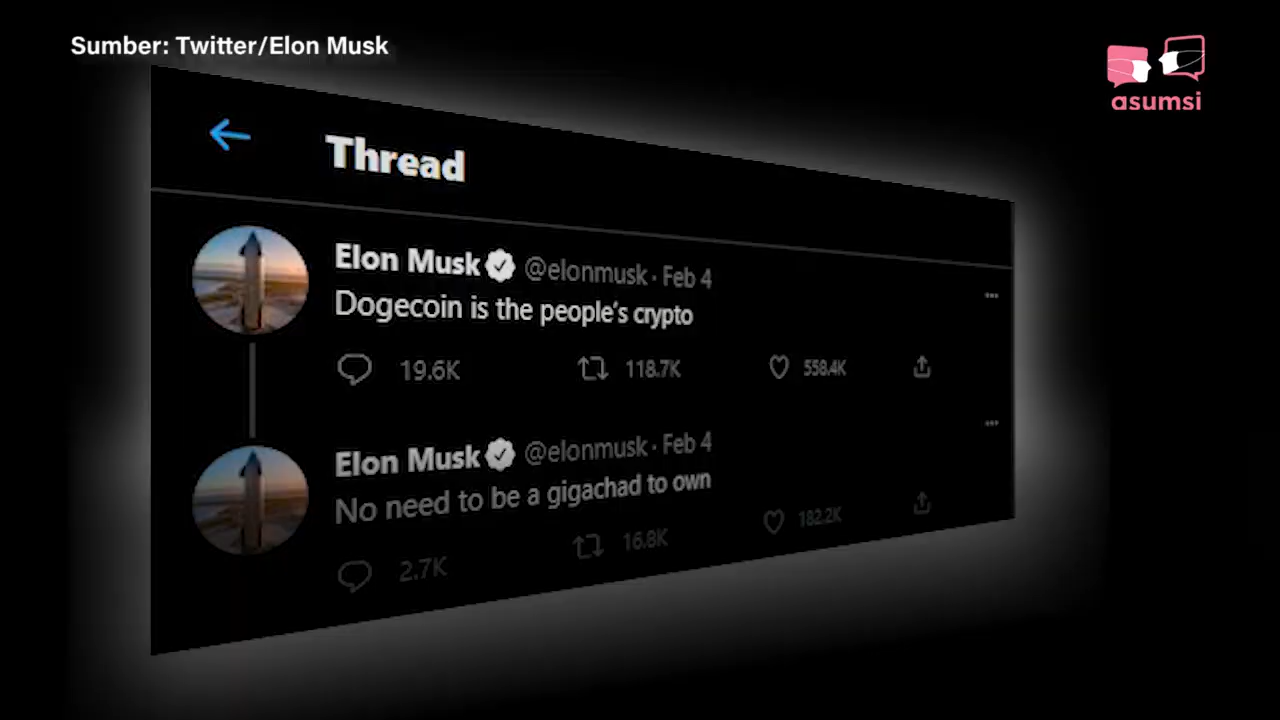 Sumber: Twitter/Elon Musk
asumsi
Thread
Elon Musk @elonmusk · Feb 4
Dogecoin is the people's crypto
19.6K 118.7K 558.4K
Elon Musk @elonmusk · Feb 4
No need to be a gigachad to own
2.7K 16.8K 182.2K